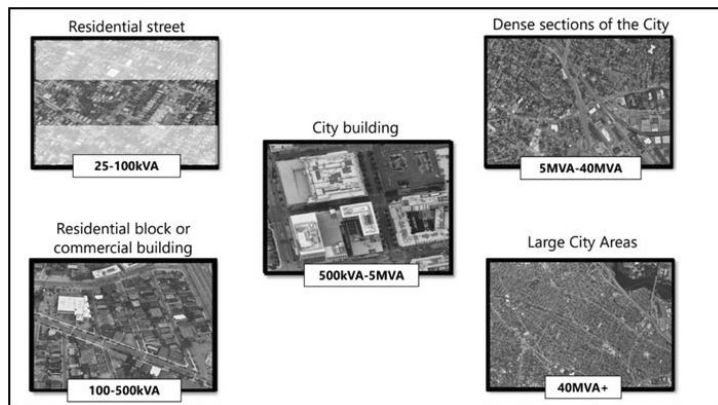 Residential street
25-100kVA
Residential block or
commercial building
100-500kVA
City building
500kVA-5MVA
Dense sections of the City
5MVA-40MVA
Large City Areas
40MVA+